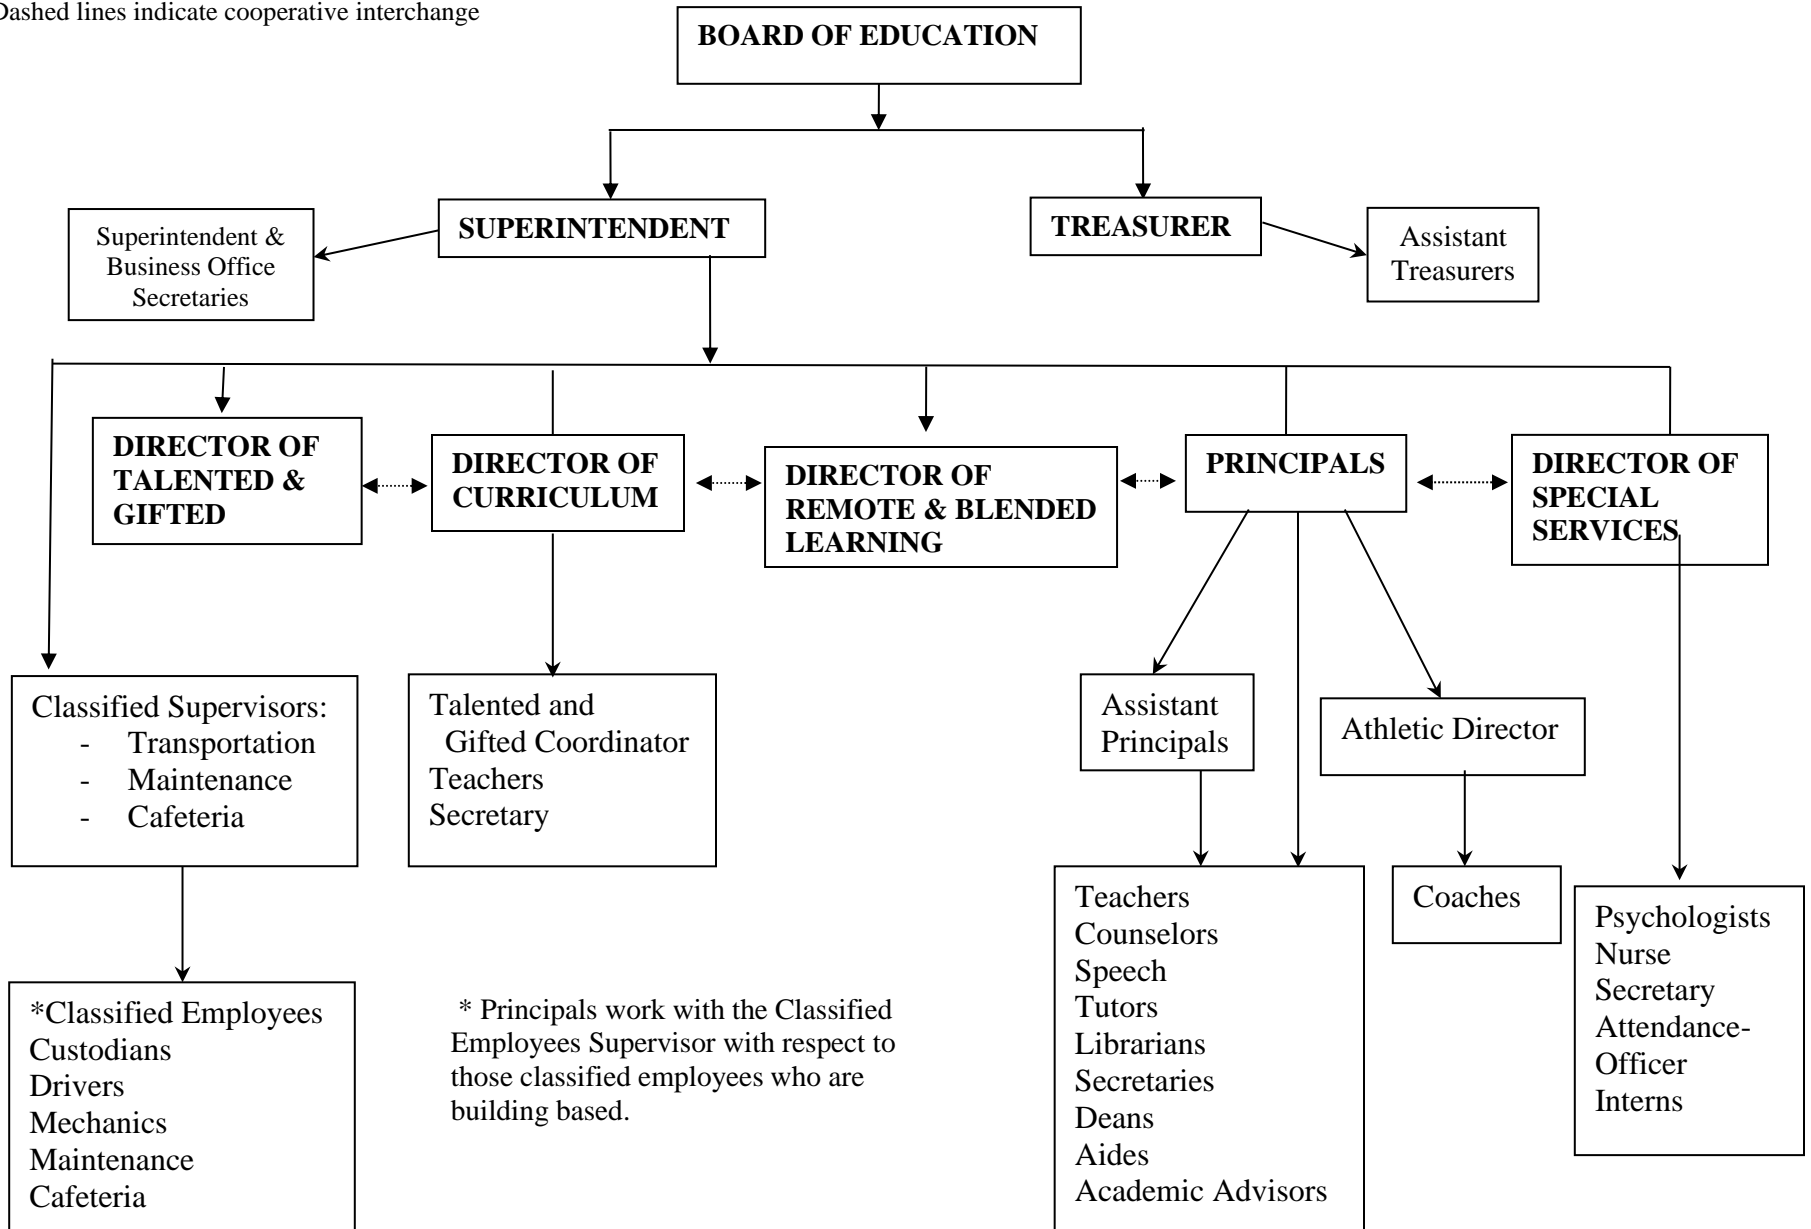 Dashed lines indicate cooperative interchange
BOARD OF EDUCATION
SUPERINTENDENT
TREASURER
Superintendent &
Business Office
Secretaries
Assistant
Treasurers
DIRECTOR OF
TALENTED &
GIFTED
DIRECTOR OF
CURRICULUM
DIRECTOR OF
REMOTE & BLENDED
LEARNING
PRINCIPALS
DIRECTOR OF
SPECIAL
SERVICES
Classified Supervisors:
- Transportation
- Maintenance
- Cafeteria
Talented and
Gifted Coordinator
Teachers
Secretary
Assistant
Principals
Athletic Director
*Classified Employees
Custodians
Drivers
Mechanics
Maintenance
Cafeteria
* Principals work with the Classified
Employees Supervisor with respect to
those classified employees who are
building based.
Teachers
Counselors
Speech
Tutors
Librarians
Secretaries
Deans
Aides
Academic Advisors
Coaches
Psychologists
Nurse
Secretary
Attendance-
Officer
Interns